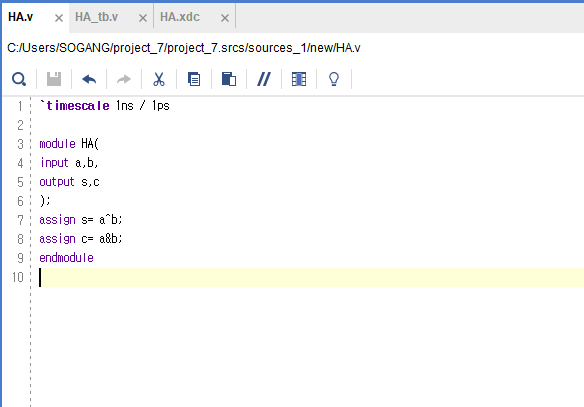 HA.v × HA_tb.v × HA.xdc ×
C:/Users/SOGANG/project_7/project_7.srcs/sources_1/new/HA.v
1 `timescale 1ns / 1ps
2
3 module HA(
4 input a,b,
5 output s,c
6 );
7 assign s= a^b;
8 assign c= a&b;
9 endmodule
10